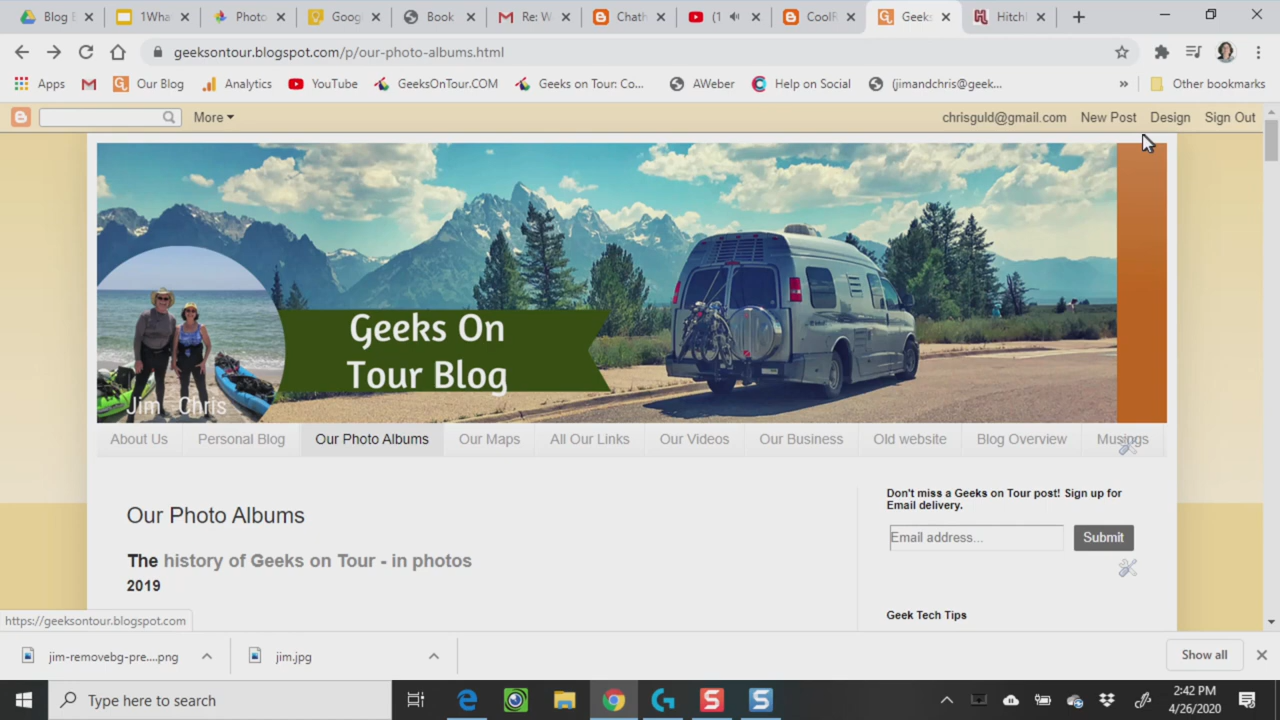 Blog E
1Wha
Photo
Goog
Book
Re: W
Chatl
(1
CoolR
Geeks
Hitchl
geeksontour.blogspot.com/p/our-photo-albums.html
Apps
Our Blog
Analytics
YouTube
GeeksOnTour.COM
Geeks on Tour: Co...
AWeber
Help on Social
(jimandchris@geek...
»
Other bookmarks
More
chrisguld@gmail.com
New Post
Design
Sign Out
Geeks On
Tour Blog
Jim Chris
About Us
Personal Blog
Our Photo Albums
Our Maps
All Our Links
Our Videos
Our Business
Old website
Blog Overview
Musings
Our Photo Albums
The history of Geeks on Tour - in photos
2019
Don't miss a Geeks on Tour post! Sign up for
Email delivery.
Email address...
Submit
Geek Tech Tips
https://geeksontour.blogspot.com
jim-removebg-pre....png
jim.jpg
Show all
Type here to search
2:42 PM
4/26/2020